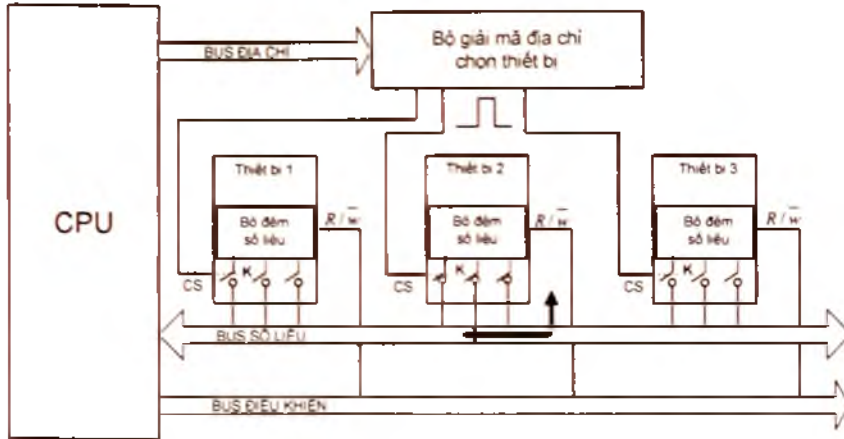 BUS ĐỊA CHỈ
Bộ giải mã địa chỉ
chọn thiết bị
Thiết bị 1
Thiết bị 2
Thiết bị 3
CPU
Bộ đệm
số liệu
R / w̅
Bộ đệm
số liệu
R / w̅
Bộ đệm
số liệu
R / w̅
K
K
K
CS
CS
CS
BUS SỐ LIỆU
BUS ĐIỀU KHIỂN